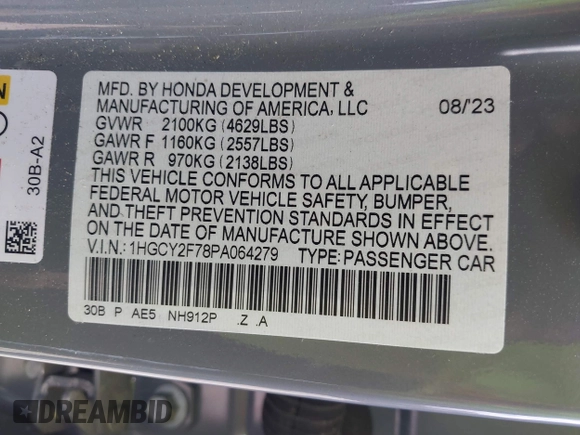 MFD. BY HONDA DEVELOPMENT &
MANUFACTURING OF AMERICA, LLC 08/'23
GVWR 2100KG (4629LBS)
GAWR F 1160KG (2557LBS)
GAWR R 970KG (2138LBS)
THIS VEHICLE CONFORMS TO ALL APPLICABLE
FEDERAL MOTOR VEHICLE SAFETY, BUMPER,
AND THEFT PREVENTION STANDARDS IN EFFECT
ON THE DATE OF MANUFACTURE SHOWN ABOVE.
V.I.N.: 1HGCY2F78PA064279 TYPE: PASSENGER CAR
30B P AE5 NH912P .Z .A
30B-A2
DREAMBID